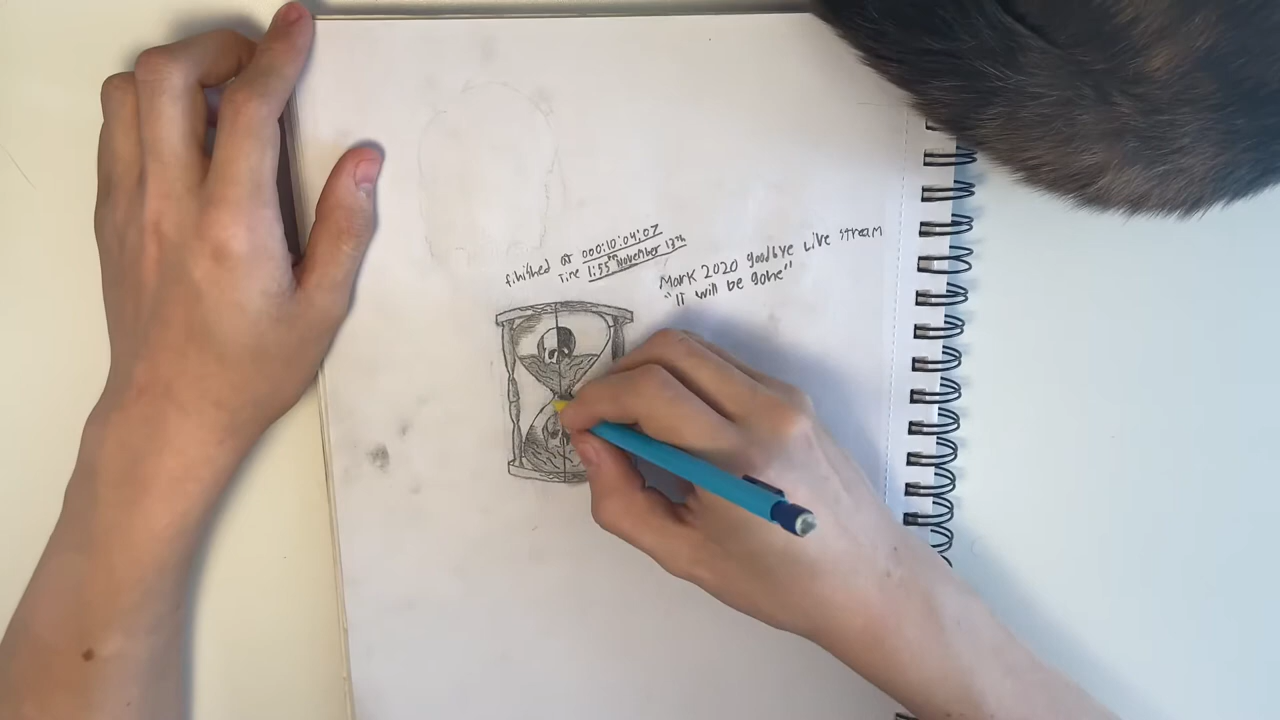 finished at 000:10:04:07
Time 1:55 November 13th
Mark 2020 goodbye Live stream
"IT will be gone"